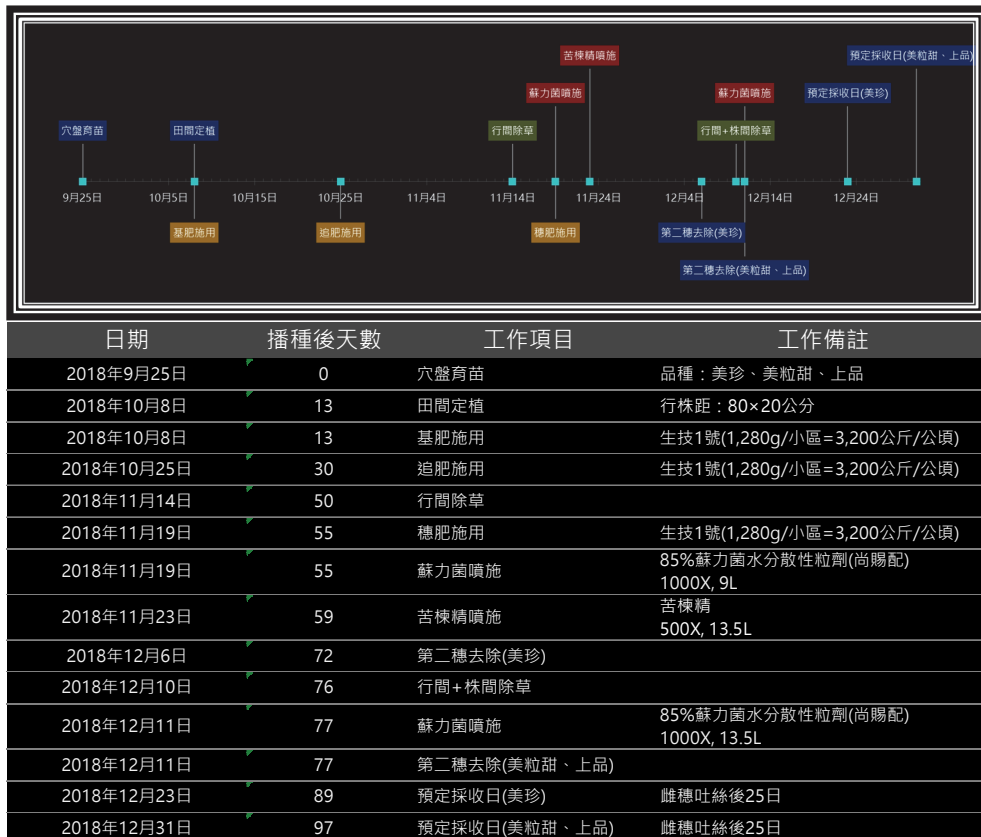 預定採收日(美粒甜、上品)
苦楝精噴施
蘇力菌噴施
蘇力菌噴施
預定採收日(美珍)
穴盤育苗
田間定植
行間除草
行間+株間除草
9月25日 10月5日 10月15日 10月25日 11月4日 11月14日 11月24日 12月4日 12月14日 12月24日
基肥施用
追肥施用
穗肥施用
第二穗去除(美珍)
第二穗去除(美粒甜、上品)
日期 播種後天數 工作項目 工作備註
2018年9月25日 0 穴盤育苗 品種：美珍、美粒甜、上品
2018年10月8日 13 田間定植 行株距：80×20公分
2018年10月8日 13 基肥施用 生技1號(1,280g/小區=3,200公斤/公頃)
2018年10月25日 30 追肥施用 生技1號(1,280g/小區=3,200公斤/公頃)
2018年11月14日 50 行間除草
2018年11月19日 55 穗肥施用 生技1號(1,280g/小區=3,200公斤/公頃)
2018年11月19日 55 蘇力菌噴施 85%蘇力菌水分散性粒劑(尚賜配)
1000X, 9L
2018年11月23日 59 苦楝精噴施 苦楝精
500X, 13.5L
2018年12月6日 72 第二穗去除(美珍)
2018年12月10日 76 行間+株間除草
2018年12月11日 77 蘇力菌噴施 85%蘇力菌水分散性粒劑(尚賜配)
1000X, 13.5L
2018年12月11日 77 第二穗去除(美粒甜、上品)
2018年12月23日 89 預定採收日(美珍) 雌穗吐絲後25日
2018年12月31日 97 預定採收日(美粒甜、上品) 雌穗吐絲後25日